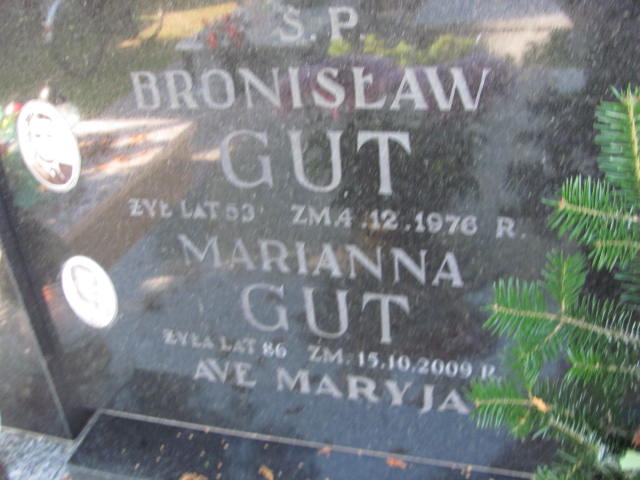 Ś.P.
BRONISŁAW
GUT
ŻYŁ LAT 53 ZM.4.12.1976 R.
MARIANNA
GUT
ŻYŁA LAT 86 ZM. 15.10.2009 R.
AVE MARYJA